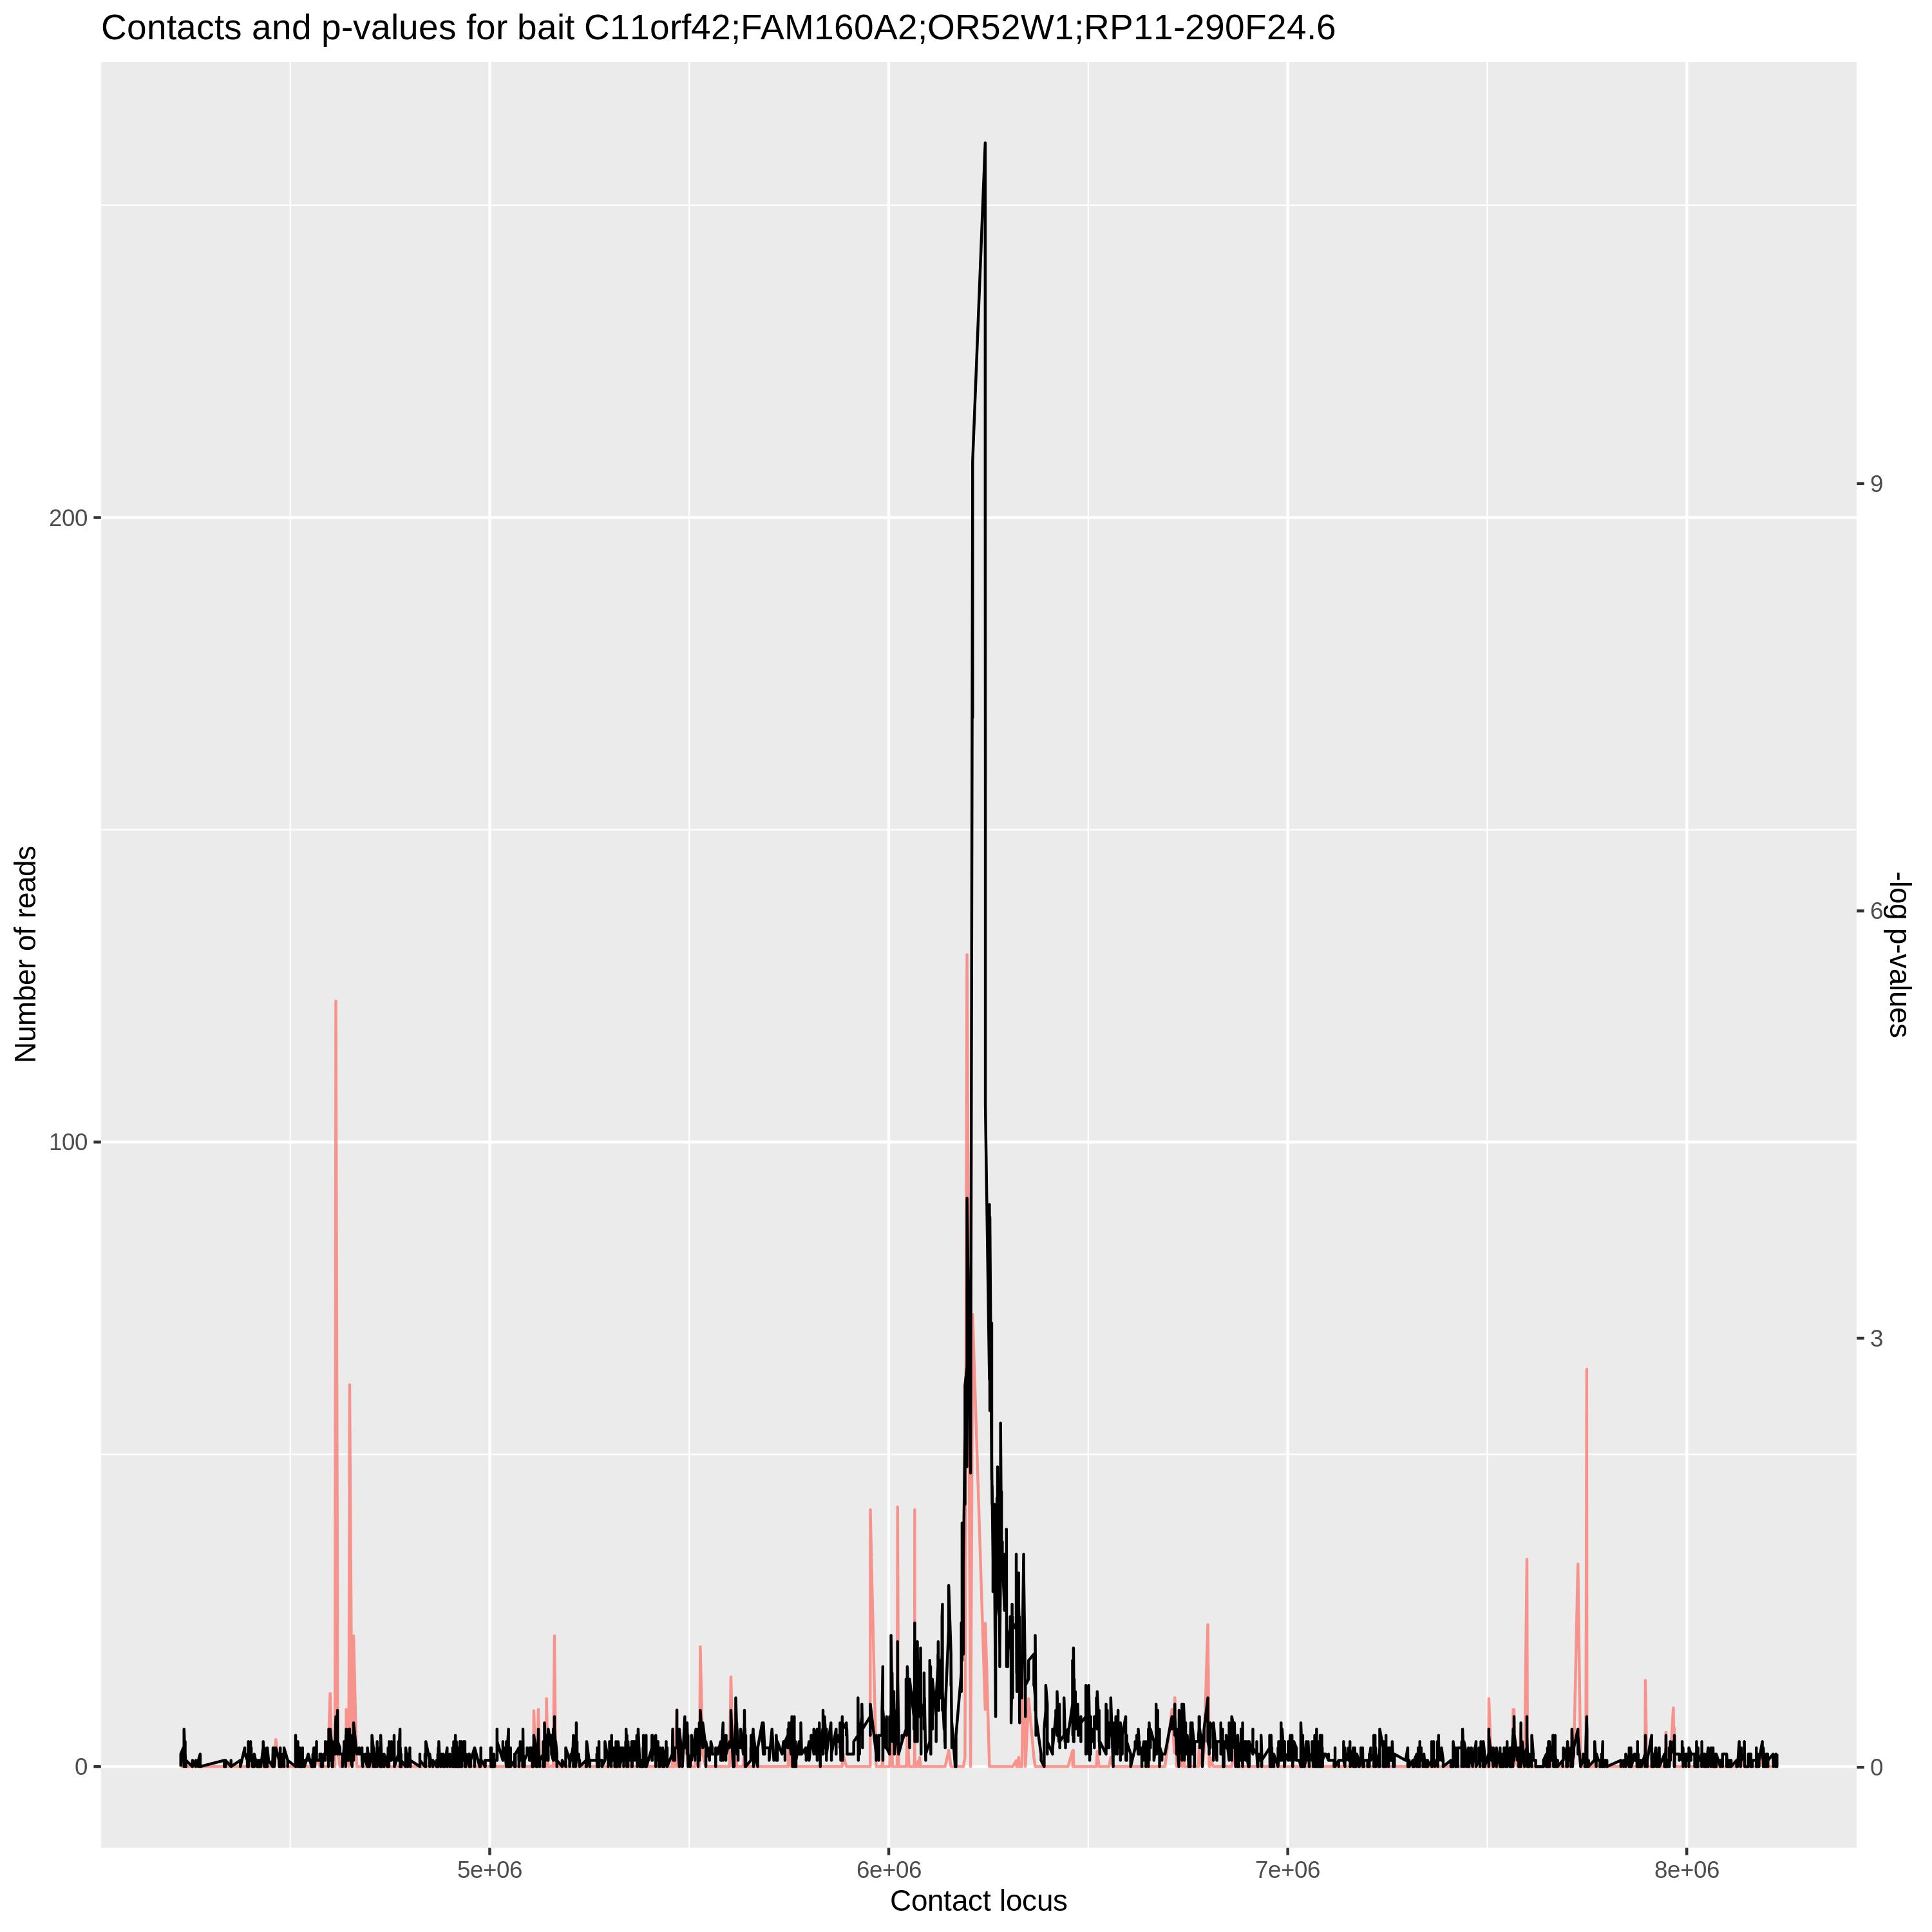 Contacts and p-values for bait C11orf42;FAM160A2;OR52W1;RP11-290F24.6
200
100
0
Number of reads
9
6
3
0
-log p-values
5e+06 6e+06 7e+06 8e+06
Contact locus